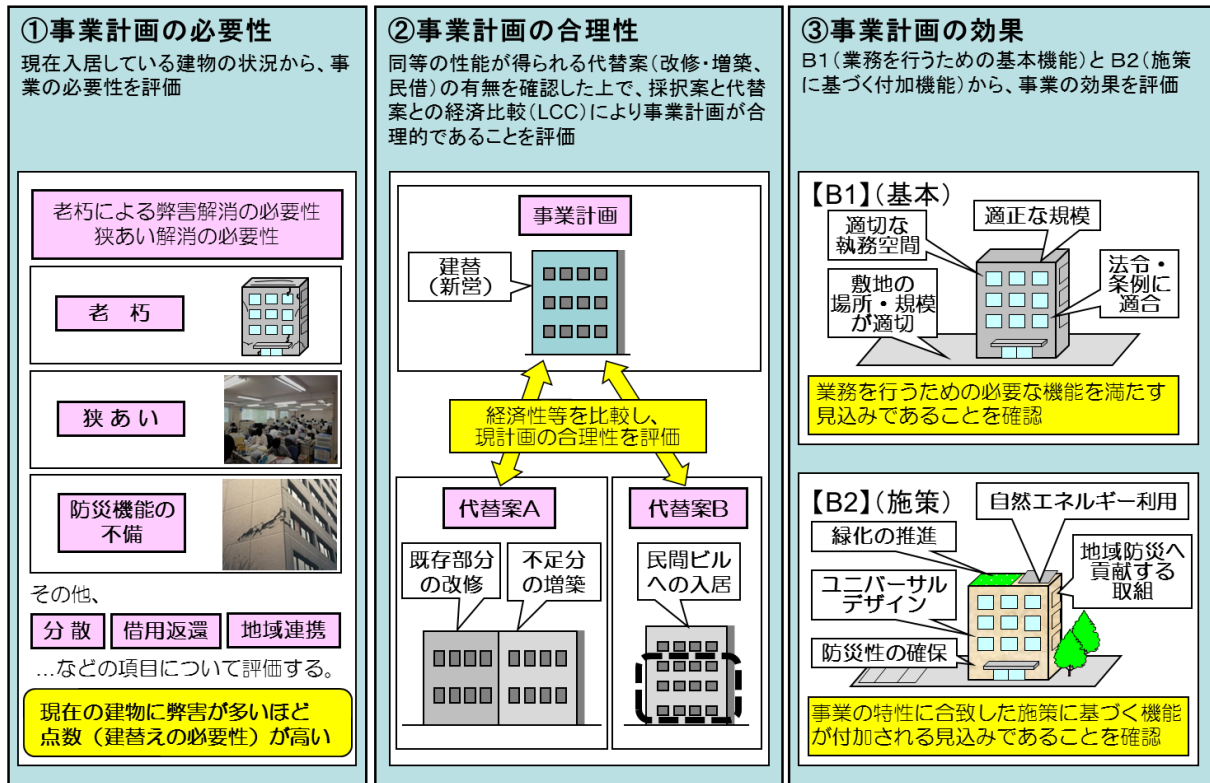 ①事業計画の必要性
現在入居している建物の状況から、事
業の必要性を評価
老朽による弊害解消の必要性
狭あい解消の必要性
老 朽
狭 あ い
防災機能の
不備
その他、
分 散
借用返還
地域連携
…などの項目について評価する。
現在の建物に弊害が多いほど
点数（建替えの必要性）が高い
②事業計画の合理性
同等の性能が得られる代替案（改修・増築、
民借）の有無を確認した上で、採択案と代替
案との経済比較（LCC）により事業計画が合
理的であることを評価
事業計画
建替
（新営）
経済性等を比較し、
現計画の合理性を評価
代替案A
既存部分
の改修
不足分
の増築
代替案B
民間ビル
への入居
③事業計画の効果
B1（業務を行うための基本機能）と B2（施策
に基づく付加機能）から、事業の効果を評価
【B1】（基本）
適切な
執務空間
適正な規模
敷地の
場所・規模
が適切
法令・
条例に
適合
業務を行うための必要な機能を満たす
見込みであることを確認
【B2】（施策）
自然エネルギー利用
緑化の推進
地域防災へ
貢献する
取組
ユニバーサル
デザイン
防災性の確保
事業の特性に合致した施策に基づく機能
が付加される見込みであることを確認